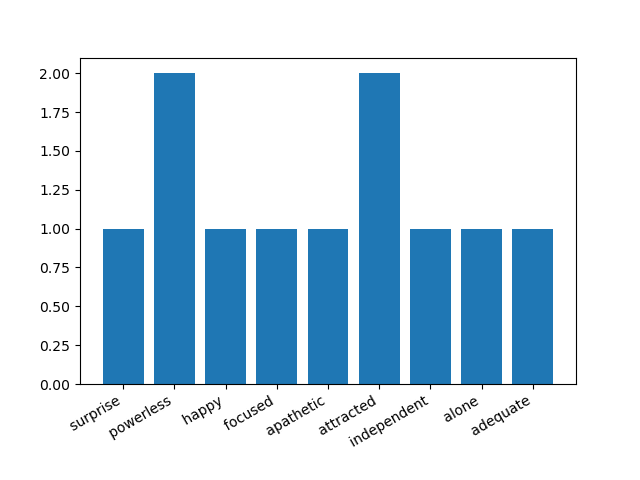 2.00
1.75
1.50
1.25
1.00
0.75
0.50
0.25
0.00
surprise
powerless
happy
focused
apathetic
attracted
independent
alone
adequate